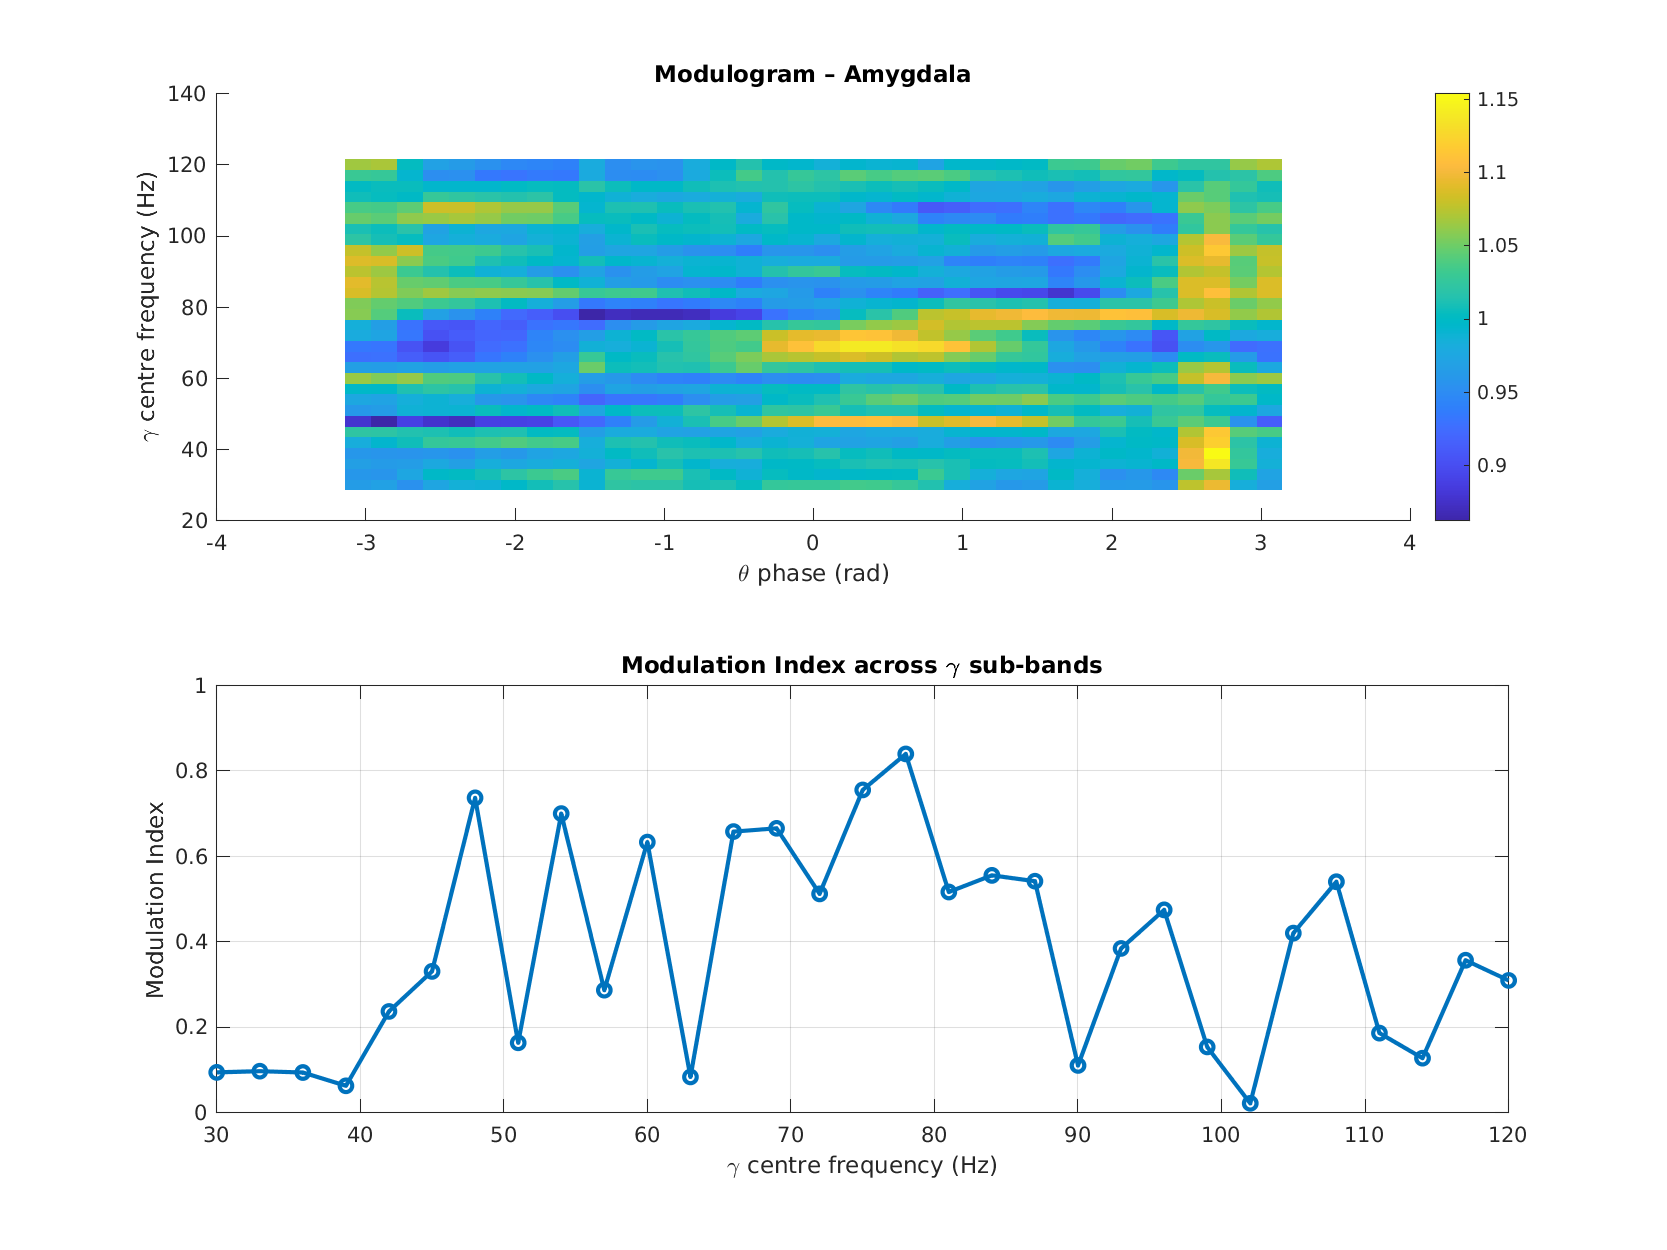 Modulogram – Amygdala
140
120
100
80
60
40
20
γ centre frequency (Hz)
-4 -3 -2 -1 0 1 2 3 4
θ phase (rad)
1.15
1.1
1.05
1
0.95
0.9
Modulation Index across γ sub-bands
1
0.8
0.6
0.4
0.2
0
Modulation Index
30 40 50 60 70 80 90 100 110 120
γ centre frequency (Hz)